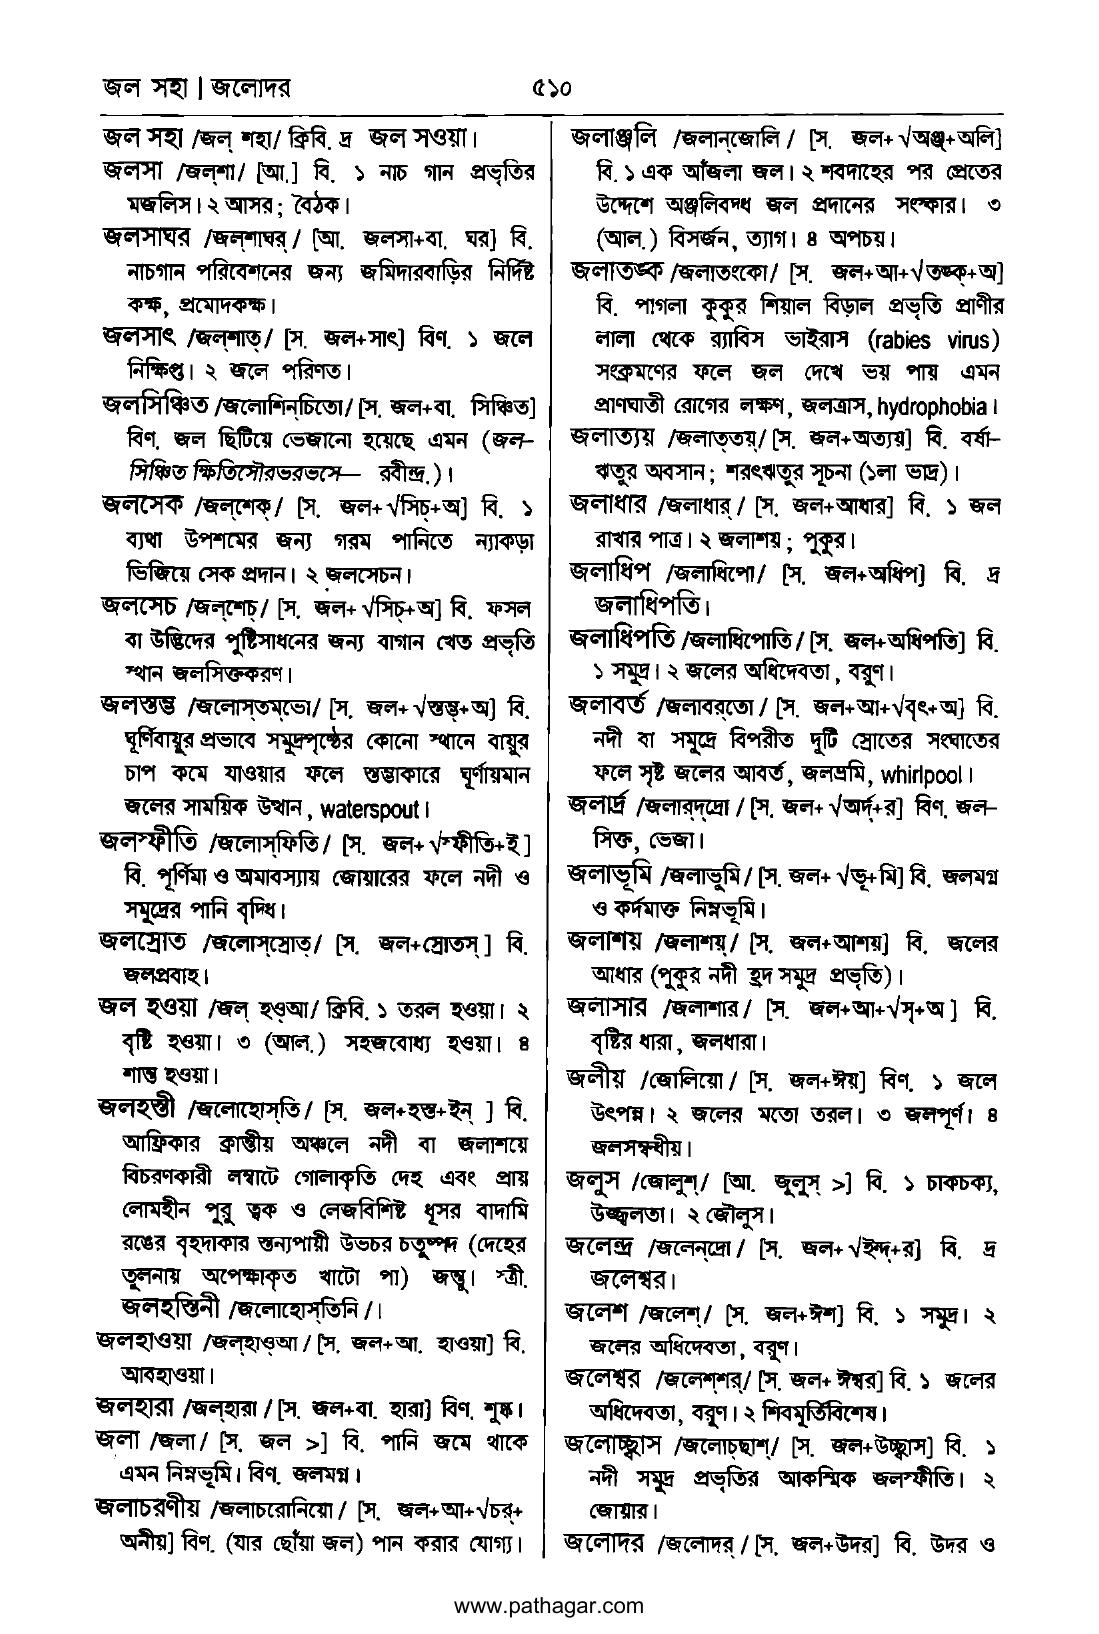 জল সহা | জলোদর
৫১০
জল সহা /জল্ শহা/ ক্রিবি. দ্র জল সওয়া।
জলসা /জল্‌শা/ [আ.] বি. ১ নাচ গান প্রভৃতির
মজলিস। ২ আসর; বৈঠক।
জলসাঘর /জল্‌শাঘর্/ [আ. জলসা+বা. ঘর] বি.
নাচগান পরিবেশনের জন্য জমিদারবাড়ির নির্দিষ্ট
কক্ষ, প্রমোদকক্ষ।
জলসাৎ /জল্‌শাত্/ [স. জল+সাৎ] বিণ. ১ জলে
নিক্ষিপ্ত। ২ জলে পরিণত।
জলসিঞ্চিত /জলোশিন্‌চিতো/ [স. জল+বা. সিঞ্চিত]
বিণ. জল ছিটিয়ে ভেজানো হয়েছে এমন (জল–
সিঞ্চিত ক্ষিতিসৌরভরভসে— রবীন্দ্র.)।
জলসেক /জল্‌শেক্/ [স. জল+√সিচ্+অ] বি. ১
ব্যথা উপশমের জন্য গরম পানিতে ন্যাকড়া
ভিজিয়ে সেক প্রদান। ২ জলসেচন।
জলসেচ /জল্‌শেচ্/ [স. জল+√সিচ্+অ] বি. ফসল
বা উদ্ভিদের পুষ্টিসাধনের জন্য বাগান খেত প্রভৃতি
স্থান জলসিক্তকরণ।
জলস্তম্ভ /জলোস্‌তম্‌ভো/ [স. জল+√স্তম্ভ্+অ] বি.
ঘূর্ণিবায়ুর প্রভাবে সমুদ্রপৃষ্ঠের কোনো স্থানে বায়ুর
চাপ কমে যাওয়ার ফলে স্তম্ভাকারে ঘূর্ণায়মান
জলের সাময়িক উত্থান, waterspout।
জলস্ফীতি /জলোস্‌ফিতি/ [স. জল+√স্ফীতি+ই]
বি. পূর্ণিমা ও অমাবস্যায় জোয়ারের ফলে নদী ও
সমুদ্রের পানি বৃদ্ধি।
জলস্রোত /জলোস্‌স্রোত্/ [স. জল+স্রোতস্] বি.
জলপ্রবাহ।
জল হওয়া /জল্ হওআ/ ক্রিবি. ১ তরল হওয়া। ২
বৃষ্টি হওয়া। ৩ (আল.) সহজবোধ্য হওয়া। ৪
শান্ত হওয়া।
জলহস্তী /জলোহোস্‌তি/ [স. জল+হস্ত+ইন্ ] বি.
আফ্রিকার ক্রান্তীয় অঞ্চলে নদী বা জলাশয়ে
বিচরণকারী লম্বাটে গোলাকৃতি দেহ এবং প্রায়
লোমহীন পুরু ত্বক ও লেজবিশিষ্ট ধূসর বাদামি
রঙের বৃহদাকার স্তন্যপায়ী উভচর চতুষ্পদ (দেহের
তুলনায় অপেক্ষাকৃত খাটো পা) জন্তু। স্ত্রী.
জলহস্তিনী /জলোহোস্‌তিনি/।
জলহাওয়া /জল্‌হাওআ/ [স. জল+আ. হাওয়া] বি.
আবহাওয়া।
জলহারা /জল্‌হারা/ [স. জল+বা. হারা] বিণ. শুষ্ক।
জলা /জলা/ [স. জল >] বি. পানি জমে থাকে
এমন নিম্নভূমি। বিণ. জলমগ্ন।
জলাচরণীয় /জলাচরোনিয়ো/ [স. জল+আ+√চর্+
অনীয়] বিণ. (যার ছোঁয়া জল) পান করার যোগ্য।
জলাঞ্জলি /জলান্‌জোলি/ [স. জল+√অঞ্জ্+অলি]
বি. ১ এক আঁজলা জল। ২ শবদাহের পর প্রেতের
উদ্দেশে অঞ্জলিবদ্ধ জল প্রদানের সংস্কার। ৩
(আল.) বিসর্জন, ত্যাগ। ৪ অপচয়।
জলাতঙ্ক /জলাতংকো/ [স. জল+আ+√তঙ্ক্+অ]
বি. পাগলা কুকুর শিয়াল বিড়াল প্রভৃতি প্রাণীর
লালা থেকে র‍্যাবিস ভাইরাস (rabies virus)
সংক্রমণের ফলে জল দেখে ভয় পায় এমন
প্রাণঘাতী রোগের লক্ষণ, জলত্রাস, hydrophobia।
জলাত্যয় /জলাত্‌তয়্/ [স. জল+অত্যয়] বি. বর্ষা–
ঋতুর অবসান; শরৎঋতুর সূচনা (১লা ভাদ্র)।
জলাধার /জলাধার্/ [স. জল+আধার] বি. ১ জল
রাখার পাত্র। ২ জলাশয়; পুকুর।
জলাধিপ /জলাধিপো/ [স. জল+অধিপ] বি. দ্র
জলাধিপতি।
জলাধিপতি /জলাধিপোতি/ [স. জল+অধিপতি] বি.
১ সমুদ্র। ২ জলের অধিদেবতা, বরুণ।
জলাবর্ত /জলাবর্‌তো/ [স. জল+আ+√বৃৎ+অ] বি.
নদী বা সমুদ্রে বিপরীত দুটি স্রোতের সংঘাতের
ফলে সৃষ্ট জলের আবর্ত, জলভ্রমি, whirlpool।
জলার্দ্র /জলার্‌দ্‌দ্রো/ [স. জল+√অর্দ্+র] বিণ. জল–
সিক্ত, ভেজা।
জলাভূমি /জলাভুমি/ [স. জল+√ভূ+মি] বি. জলমগ্ন
ও কর্দমাক্ত নিম্নভূমি।
জলাশয় /জলাশয়্/ [স. জল+আশয়] বি. জলের
আধার (পুকুর নদী হ্রদ সমুদ্র প্রভৃতি)।
জলাসার /জলাশার/ [স. জল+আ+√সৃ+অ ] বি.
বৃষ্টির ধারা, জলধারা।
জলীয় /জোলিয়ো/ [স. জল+ঈয়] বিণ. ১ জলে
উৎপন্ন। ২ জলের মতো তরল। ৩ জলপূর্ণ। ৪
জলসম্বন্ধীয়।
জলুস /জোলুশ্/ [আ. জুলুস্ >] বি. ১ চাকচক্য,
উজ্জ্বলতা। ২ জৌলুস।
জলেন্দ্র /জলেন্‌দ্রো/ [স. জল+√ইন্দ্+র] বি. দ্র
জলেশ্বর।
জলেশ /জলেশ্/ [স. জল+ঈশ] বি. ১ সমুদ্র। ২
জলের অধিদেবতা, বরুণ।
জলেশ্বর /জলেশ্‌শর্/ [স. জল+ঈশ্বর] বি. ১ জলের
অধিদেবতা, বরুণ। ২ শিবমূর্তিবিশেষ।
জলোচ্ছ্বাস /জলোচ্‌ছাশ্/ [স. জল+উচ্ছ্বাস] বি. ১
নদী সমুদ্র প্রভৃতির আকস্মিক জলস্ফীতি। ২
জোয়ার।
জলোদর /জলোদর্/ [স. জল+উদর] বি. উদর ও
www.pathagar.com